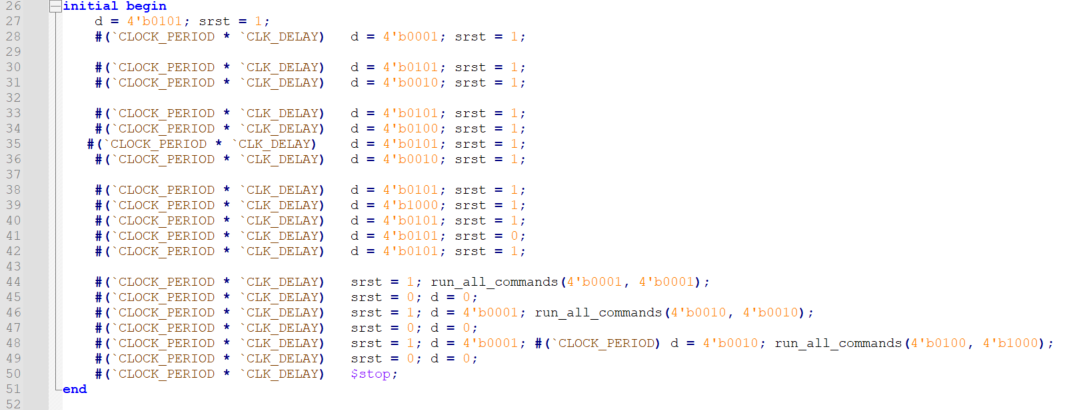 26 initial begin
27     d = 4'b0101; srst = 1;
28     #(`CLOCK_PERIOD * `CLK_DELAY)   d = 4'b0001; srst = 1;
29
30     #(`CLOCK_PERIOD * `CLK_DELAY)   d = 4'b0101; srst = 1;
31     #(`CLOCK_PERIOD * `CLK_DELAY)   d = 4'b0010; srst = 1;
32
33     #(`CLOCK_PERIOD * `CLK_DELAY)   d = 4'b0101; srst = 1;
34     #(`CLOCK_PERIOD * `CLK_DELAY)   d = 4'b0100; srst = 1;
35    #(`CLOCK_PERIOD * `CLK_DELAY)    d = 4'b0101; srst = 1;
36     #(`CLOCK_PERIOD * `CLK_DELAY)   d = 4'b0010; srst = 1;
37
38     #(`CLOCK_PERIOD * `CLK_DELAY)   d = 4'b0101; srst = 1;
39     #(`CLOCK_PERIOD * `CLK_DELAY)   d = 4'b1000; srst = 1;
40     #(`CLOCK_PERIOD * `CLK_DELAY)   d = 4'b0101; srst = 1;
41     #(`CLOCK_PERIOD * `CLK_DELAY)   d = 4'b0101; srst = 0;
42     #(`CLOCK_PERIOD * `CLK_DELAY)   d = 4'b0101; srst = 1;
43
44     #(`CLOCK_PERIOD * `CLK_DELAY)   srst = 1; run_all_commands(4'b0001, 4'b0001);
45     #(`CLOCK_PERIOD * `CLK_DELAY)   srst = 0; d = 0;
46     #(`CLOCK_PERIOD * `CLK_DELAY)   srst = 1; d = 4'b0001; run_all_commands(4'b0010, 4'b0010);
47     #(`CLOCK_PERIOD * `CLK_DELAY)   srst = 0; d = 0;
48     #(`CLOCK_PERIOD * `CLK_DELAY)   srst = 1; d = 4'b0001; #(`CLOCK_PERIOD) d = 4'b0010; run_all_commands(4'b0100, 4'b1000);
49     #(`CLOCK_PERIOD * `CLK_DELAY)   srst = 0; d = 0;
50     #(`CLOCK_PERIOD * `CLK_DELAY)   $stop;
51 end
52